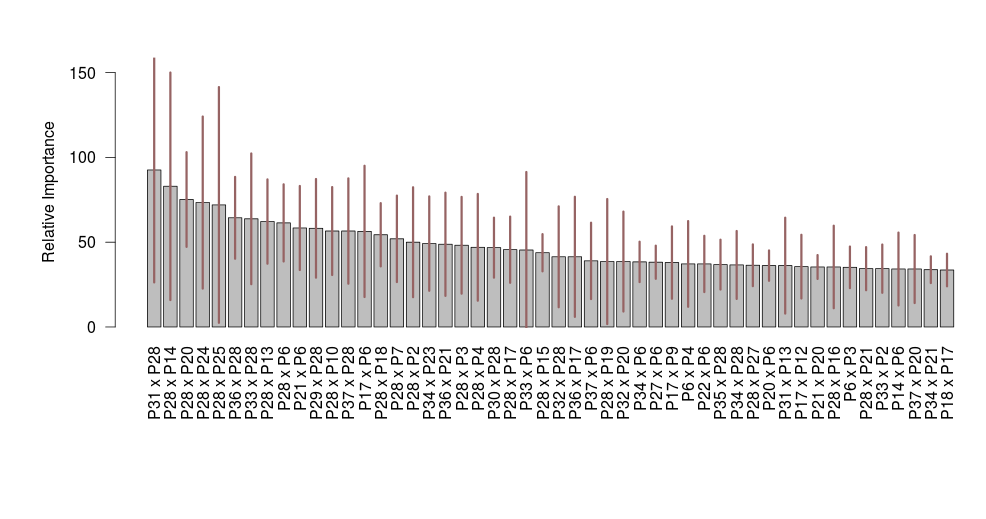 Relative Importance
150
100
50
0
P31 x P28
P28 x P14
P28 x P20
P28 x P24
P28 x P25
P36 x P28
P33 x P28
P28 x P13
P28 x P6
P21 x P6
P29 x P28
P28 x P10
P37 x P28
P17 x P6
P28 x P18
P28 x P7
P28 x P2
P34 x P23
P36 x P21
P28 x P3
P28 x P4
P30 x P28
P28 x P17
P33 x P6
P28 x P15
P32 x P28
P36 x P17
P37 x P6
P28 x P19
P32 x P20
P34 x P6
P27 x P6
P17 x P9
P6 x P4
P22 x P6
P35 x P28
P34 x P28
P28 x P27
P20 x P6
P31 x P13
P17 x P12
P21 x P20
P28 x P16
P6 x P3
P28 x P21
P33 x P2
P14 x P6
P37 x P20
P34 x P21
P18 x P17